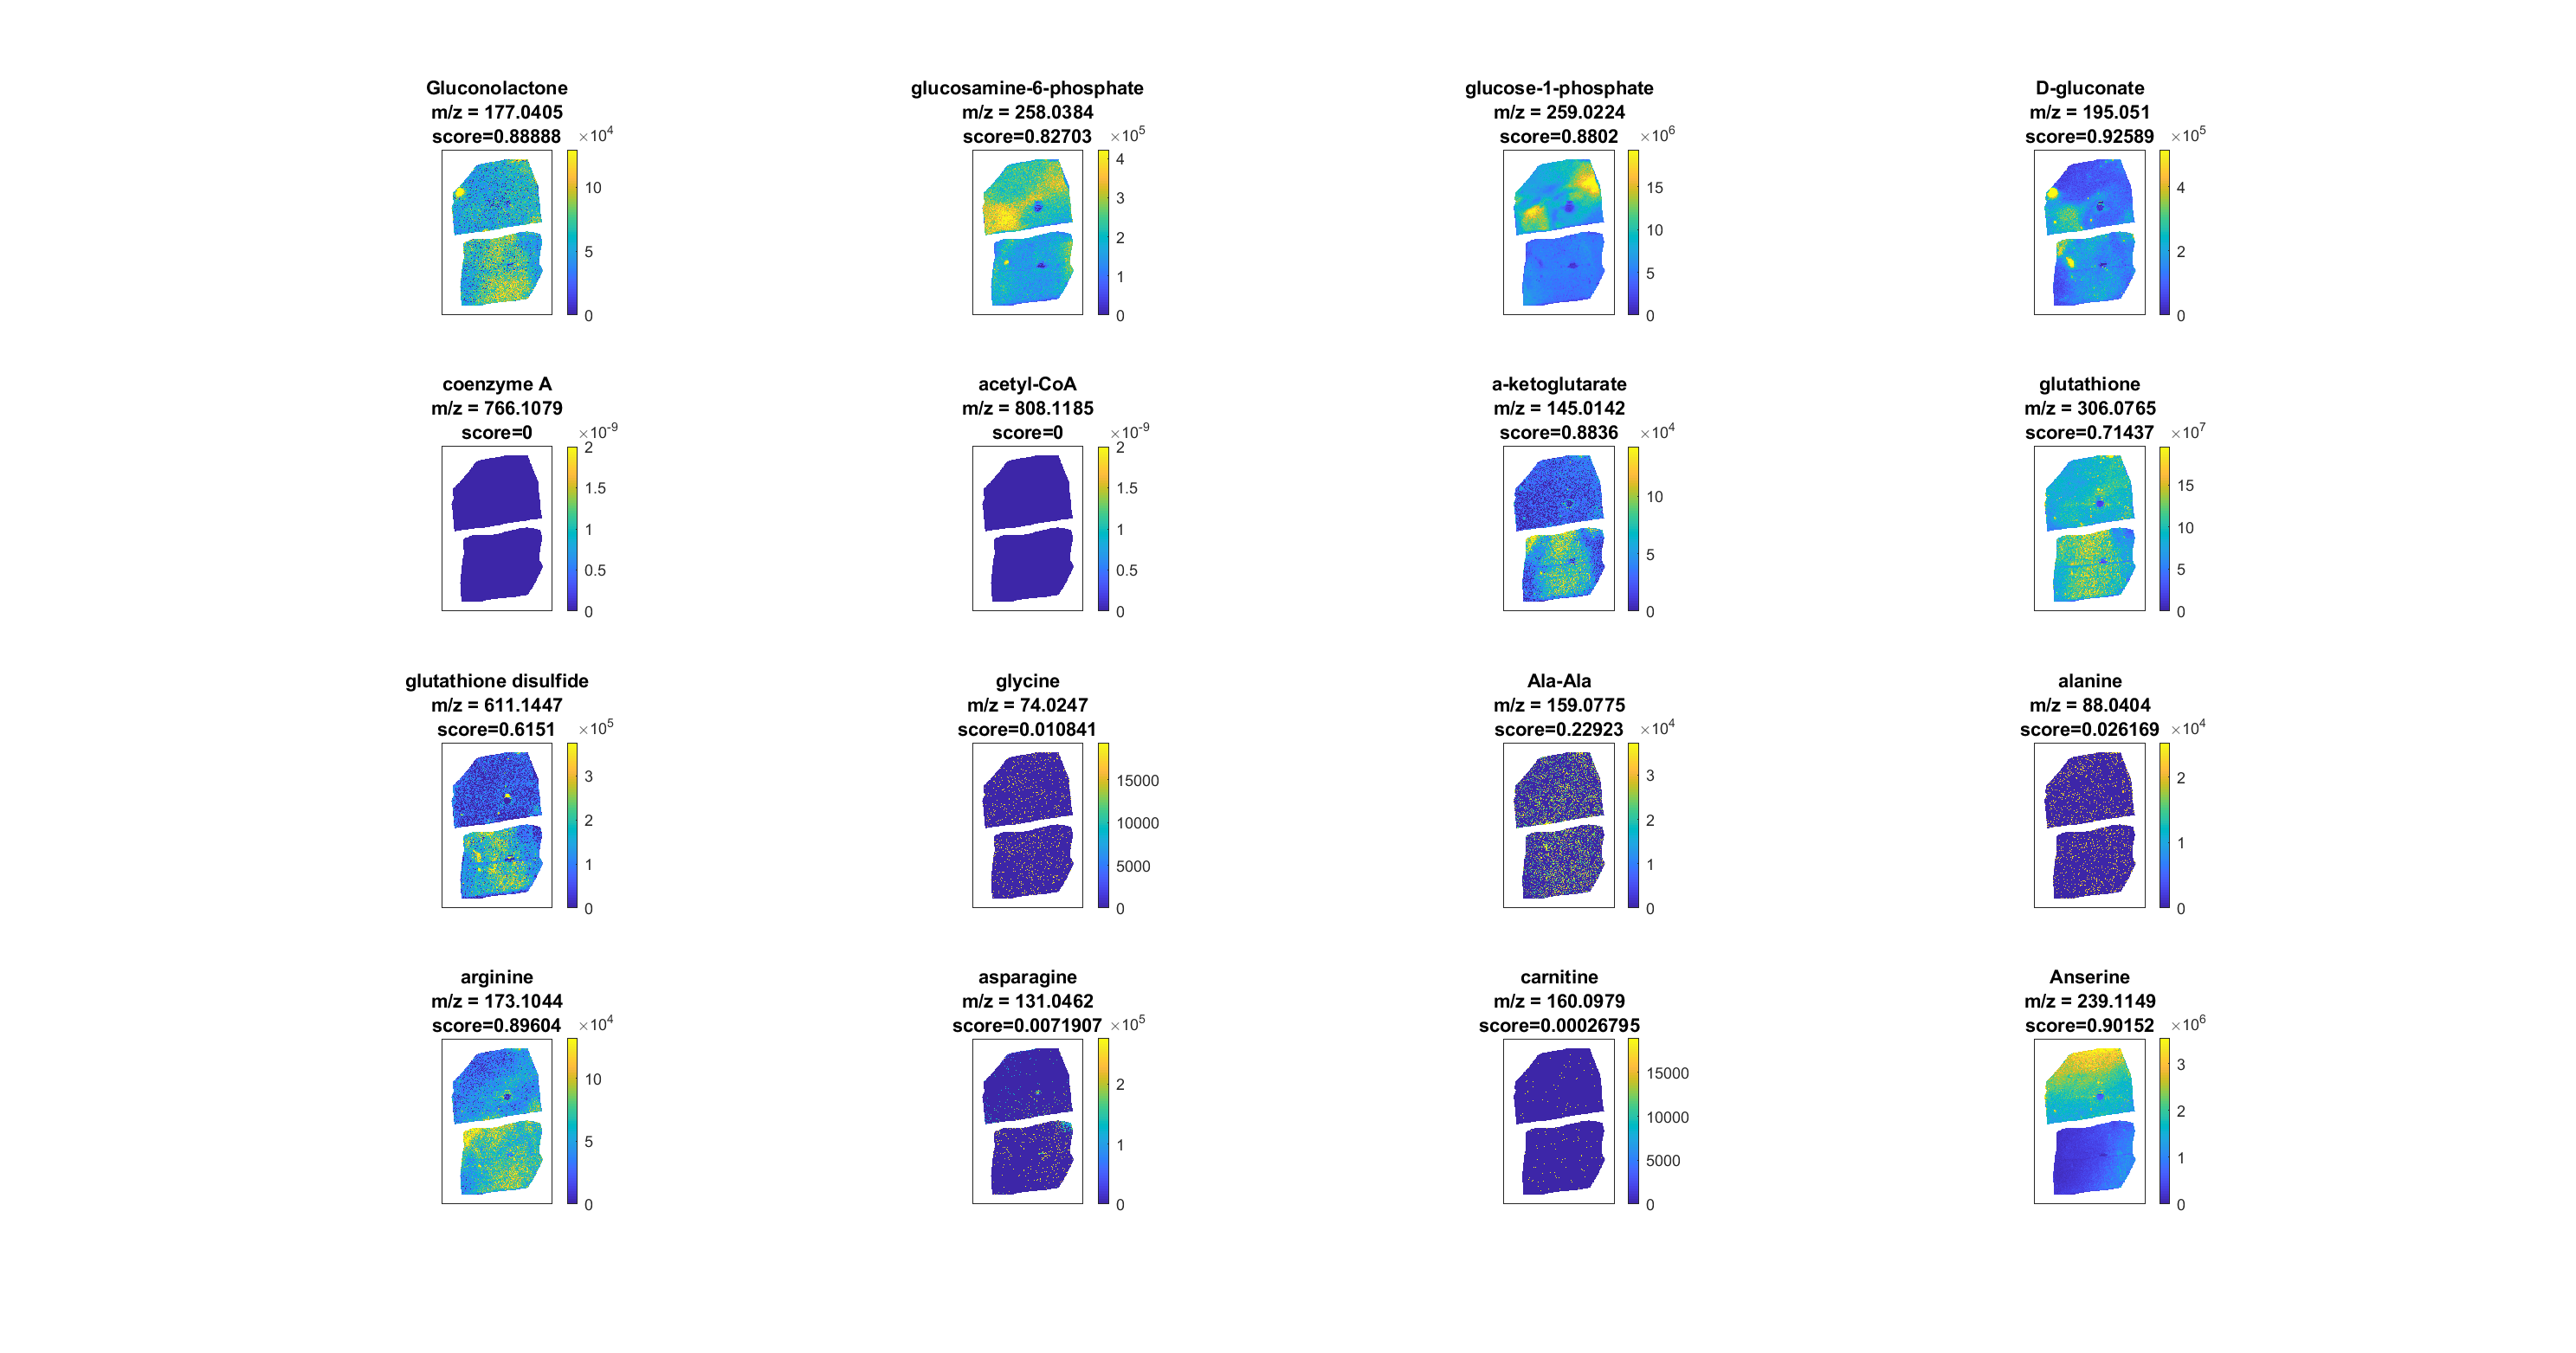 Gluconolactone
m/z = 177.0405
score=0.88888
×10^4
10
5
0
glucosamine-6-phosphate
m/z = 258.0384
score=0.82703
×10^5
4
3
2
1
0
glucose-1-phosphate
m/z = 259.0224
score=0.8802
×10^6
15
10
5
0
D-gluconate
m/z = 195.051
score=0.92589
×10^5
4
2
0
coenzyme A
m/z = 766.1079
score=0
×10^-9
2
1.5
1
0.5
0
acetyl-CoA
m/z = 808.1185
score=0
×10^-9
2
1.5
1
0.5
0
a-ketoglutarate
m/z = 145.0142
score=0.8836
×10^4
10
5
0
glutathione
m/z = 306.0765
score=0.71437
×10^7
15
10
5
0
glutathione disulfide
m/z = 611.1447
score=0.6151
×10^5
3
2
1
0
glycine
m/z = 74.0247
score=0.010841
15000
10000
5000
0
Ala-Ala
m/z = 159.0775
score=0.22923
×10^4
3
2
1
0
alanine
m/z = 88.0404
score=0.026169
×10^4
2
1
0
arginine
m/z = 173.1044
score=0.89604
×10^4
10
5
0
asparagine
m/z = 131.0462
score=0.0071907
×10^5
2
1
0
carnitine
m/z = 160.0979
score=0.00026795
15000
10000
5000
0
Anserine
m/z = 239.1149
score=0.90152
×10^6
3
2
1
0